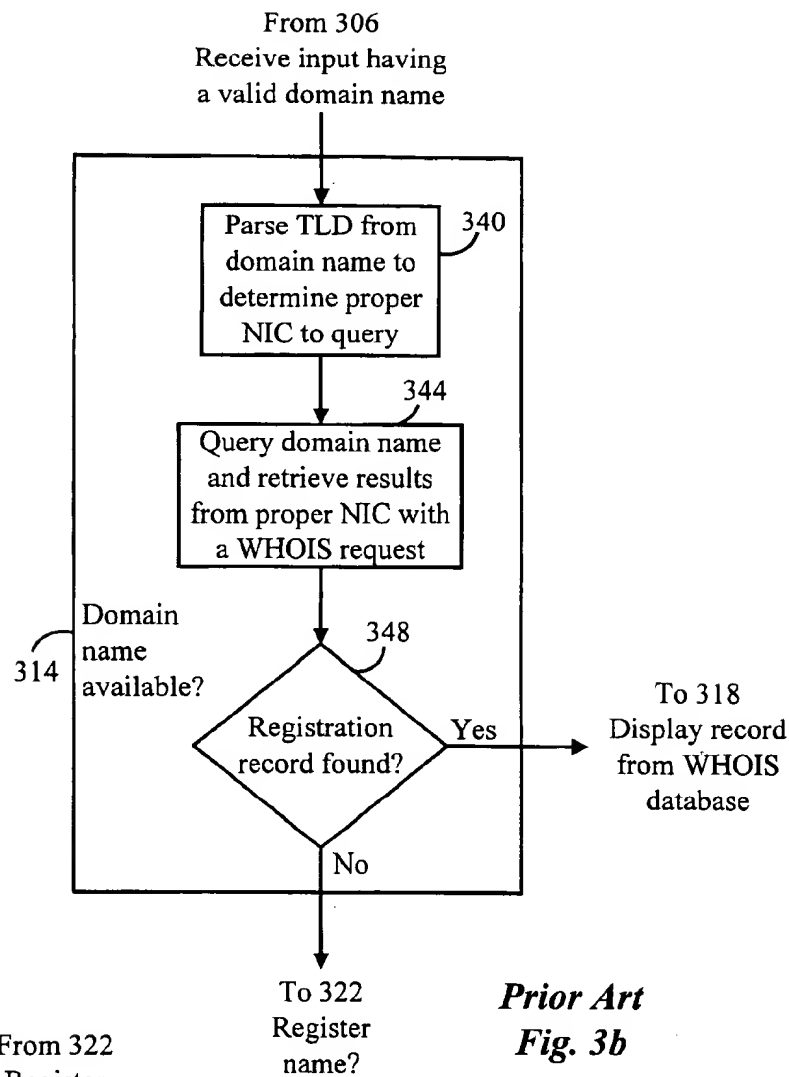 From 306
Receive input having
a valid domain name
Parse TLD from
domain name to
determine proper
NIC to query
340
344
Query domain name
and retrieve results
from proper NIC with
a WHOIS request
314
Domain
name
available?
348
Registration
record found?
Yes
To 318
Display record
from WHOIS
database
No
To 322
Register
name?
Prior Art
Fig. 3b
From 322
Register